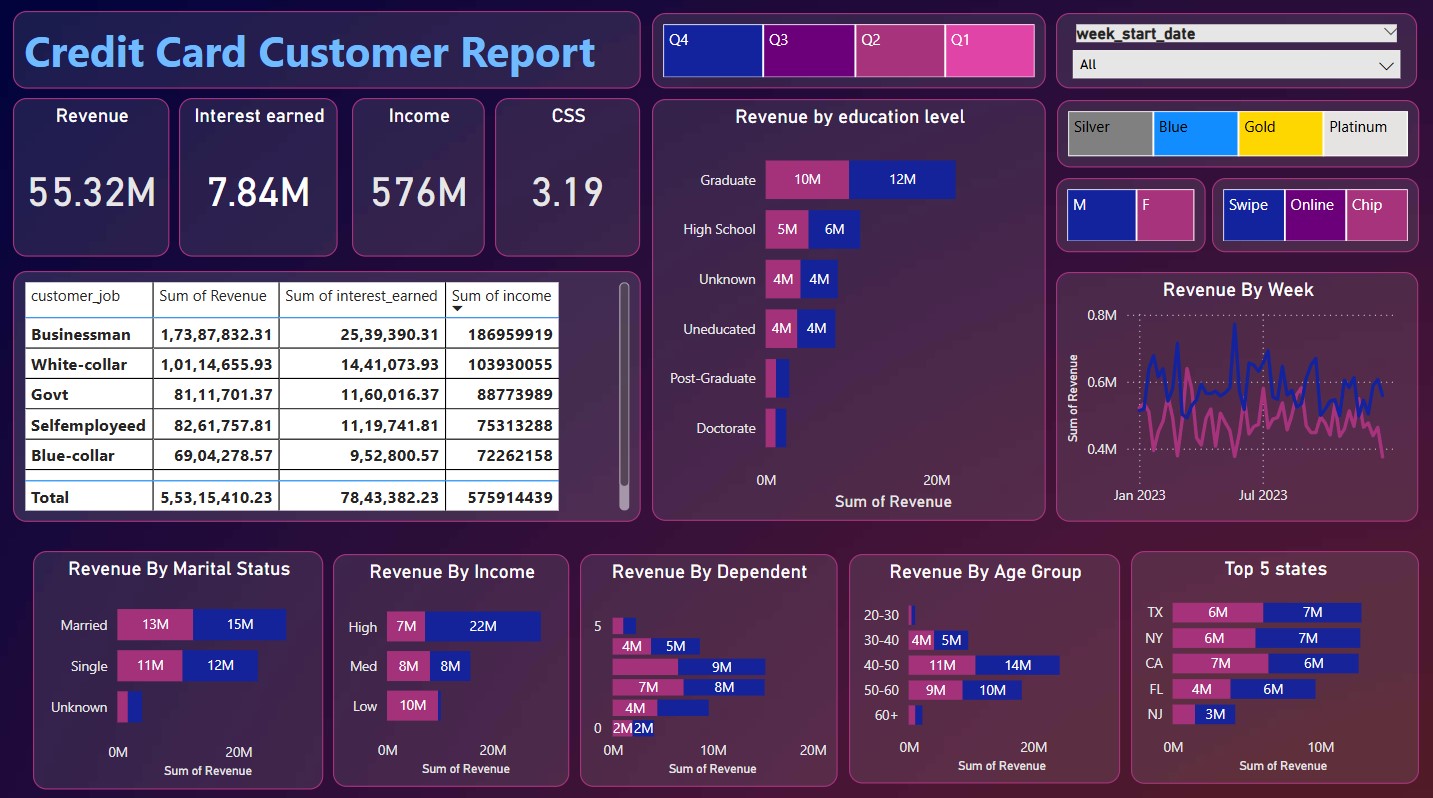 Credit Card Customer Report
Q4 Q3 Q2 Q1
week_start_date
All
Revenue
55.32M
Interest earned
7.84M
Income
576M
CSS
3.19
Silver Blue Gold Platinum
M F
Swipe Online Chip
customer_job Sum of Revenue Sum of interest_earned Sum of income
Businessman 1,73,87,832.31 25,39,390.31 186959919
White-collar 1,01,14,655.93 14,41,073.93 103930055
Govt 81,11,701.37 11,60,016.37 88773989
Selfemployeed 82,61,757.81 11,19,741.81 75313288
Blue-collar 69,04,278.57 9,52,800.57 72262158
Total 5,53,15,410.23 78,43,382.23 575914439
Revenue by education level
Graduate 10M 12M
High School 5M 6M
Unknown 4M 4M
Uneducated 4M 4M
Post-Graduate
Doctorate
0M 20M
Sum of Revenue
Revenue By Week
Sum of Revenue
0.8M
0.6M
0.4M
Jan 2023 Jul 2023
Revenue By Marital Status
Married 13M 15M
Single 11M 12M
Unknown
0M 20M
Sum of Revenue
Revenue By Income
High 7M 22M
Med 8M 8M
Low 10M
0M 20M
Sum of Revenue
Revenue By Dependent
5
4M 5M
9M
7M 8M
4M
0 2M 2M
0M 10M 20M
Sum of Revenue
Revenue By Age Group
20-30
30-40 4M 5M
40-50 11M 14M
50-60 9M 10M
60+
0M 20M
Sum of Revenue
Top 5 states
TX 6M 7M
NY 6M 7M
CA 7M 6M
FL 4M 6M
NJ 3M
0M 10M
Sum of Revenue